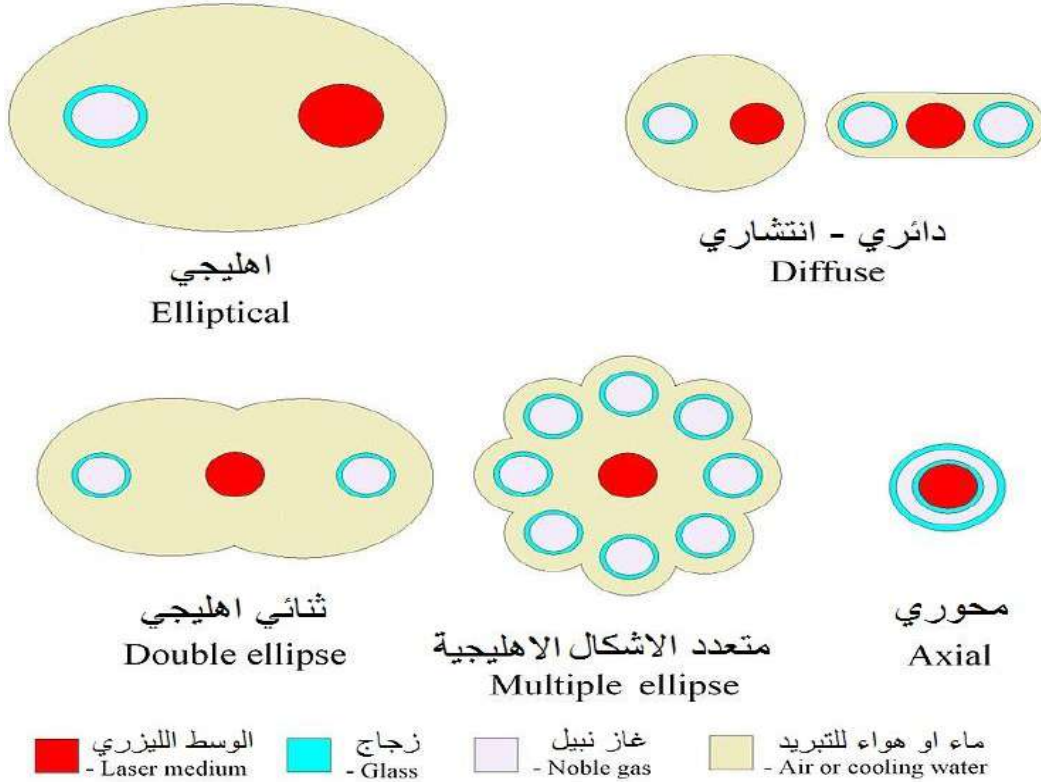 اهليجي
Elliptical
دائري - انتشاري
Diffuse
ثنائي اهليجي
Double ellipse
متعدد الاشكال الاهليجية
Multiple ellipse
محوري
Axial
الوسط الليزري
- Laser medium
زجاج
- Glass
غاز نبيل
- Noble gas
ماء او هواء للتبريد
- Air or cooling water